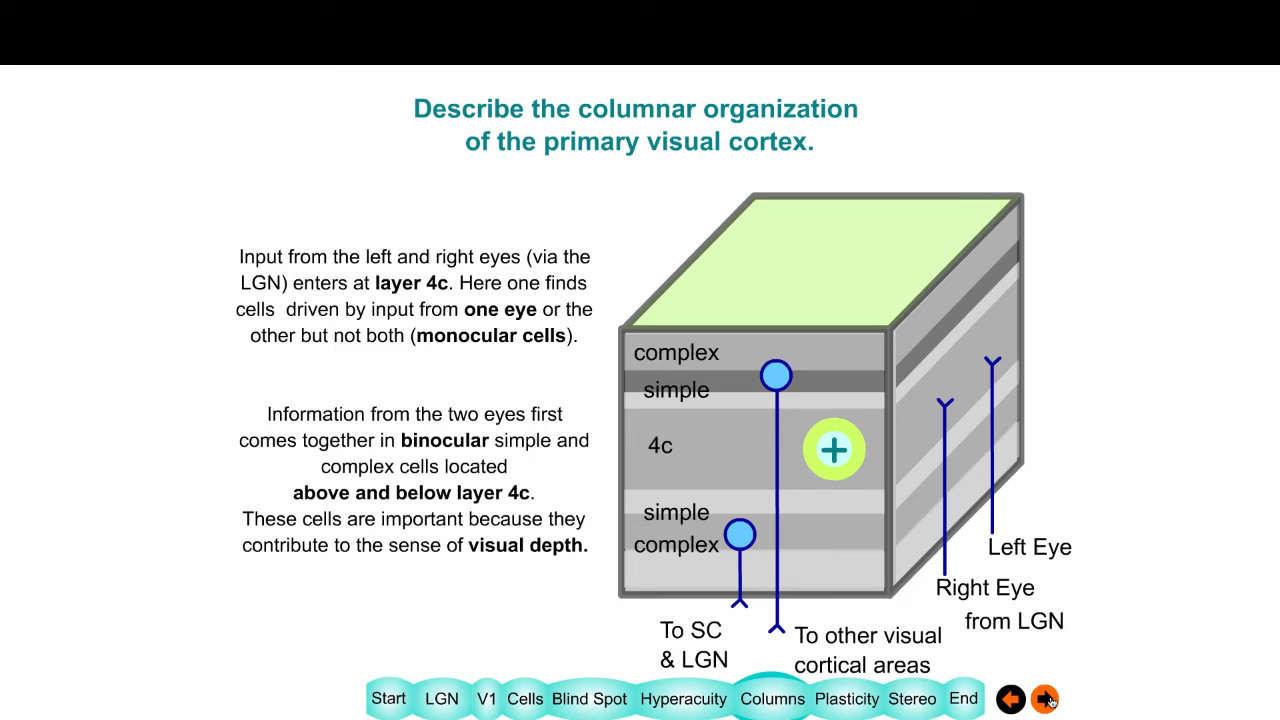 Describe the columnar organization
of the primary visual cortex.
Input from the left and right eyes (via the
LGN) enters at layer 4c. Here one finds
cells driven by input from one eye or the
other but not both (monocular cells).
Information from the two eyes first
comes together in binocular simple and
complex cells located
above and below layer 4c.
These cells are important because they
contribute to the sense of visual depth.
complex
simple
4c
+
simple
complex
Left Eye
Right Eye
from LGN
To SC
& LGN
To other visual
cortical areas
Start LGN V1 Cells Blind Spot Hyperacuity Columns Plasticity Stereo End